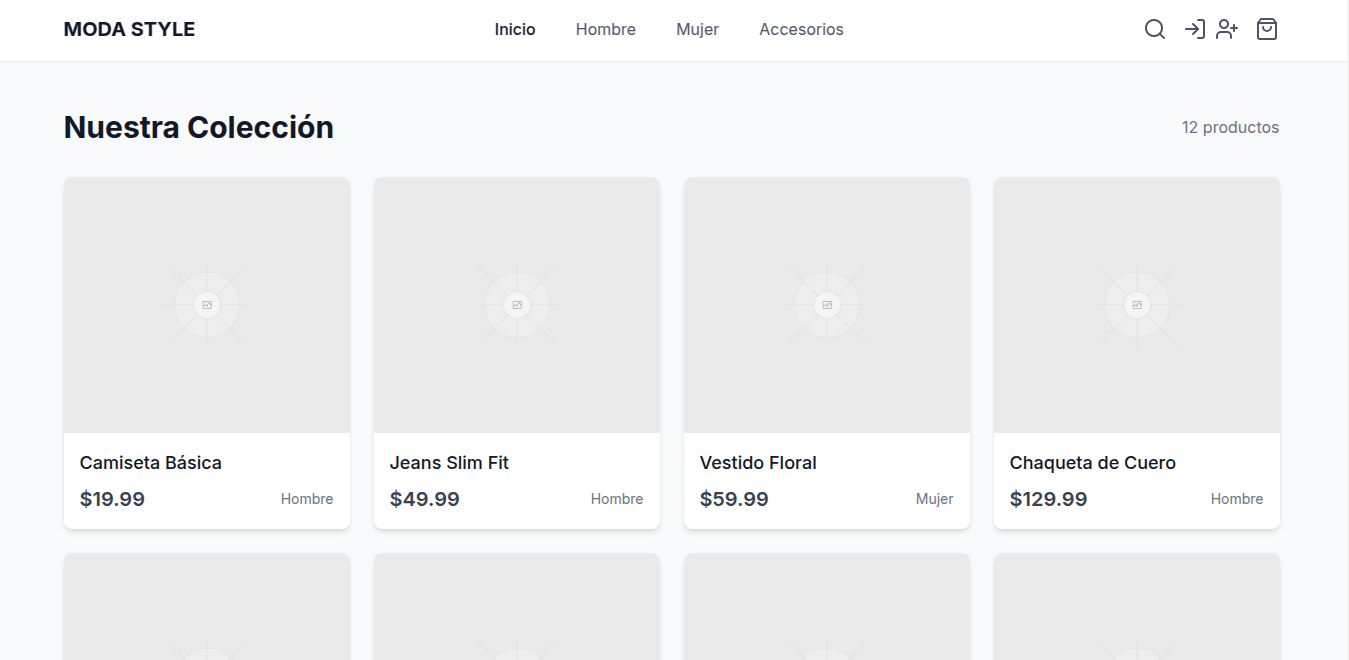 MODA STYLE
Inicio Hombre Mujer Accesorios
Nuestra Colección
12 productos
Camiseta Básica
$19.99 Hombre
Jeans Slim Fit
$49.99 Hombre
Vestido Floral
$59.99 Mujer
Chaqueta de Cuero
$129.99 Hombre